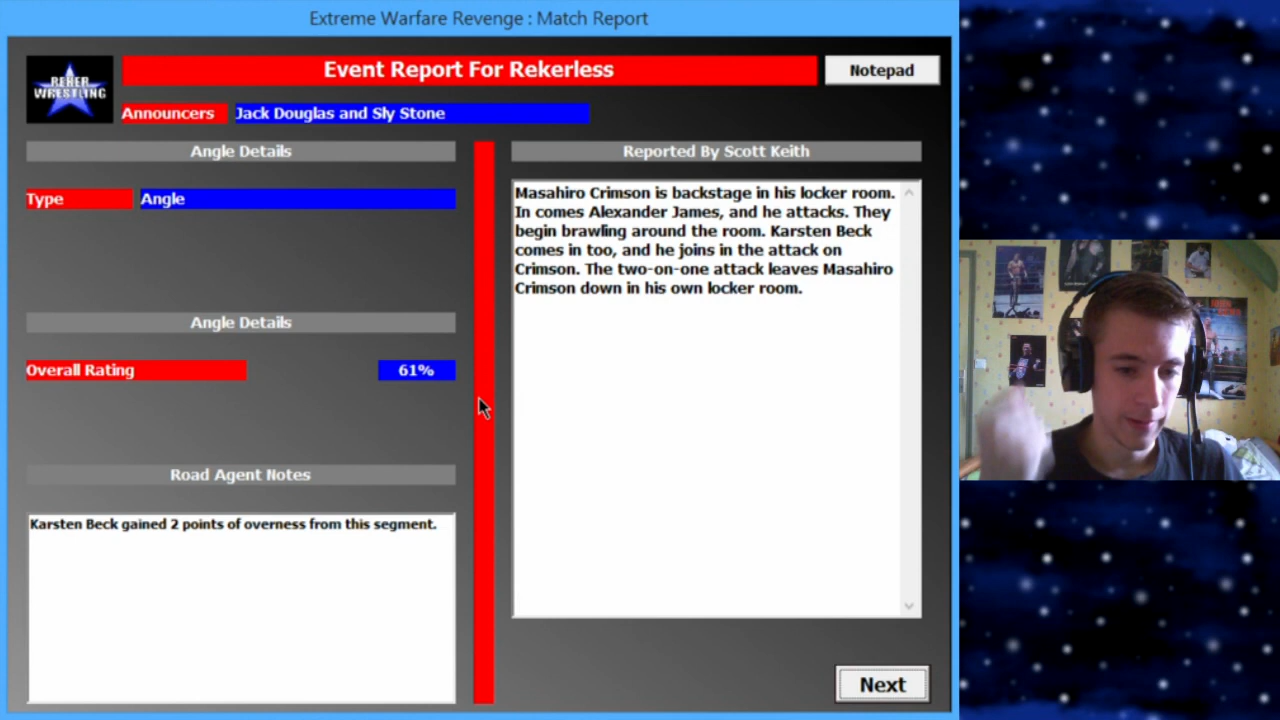 Extreme Warfare Revenge : Match Report
REKER
WRESTLING
Event Report For Rekerless
Notepad
Announcers Jack Douglas and Sly Stone
Angle Details
Type Angle
Angle Details
Overall Rating 61%
Road Agent Notes
Karsten Beck gained 2 points of overness from this segment.
Reported By Scott Keith
Masahiro Crimson is backstage in his locker room.
In comes Alexander James, and he attacks. They
begin brawling around the room. Karsten Beck
comes in too, and he joins in the attack on
Crimson. The two-on-one attack leaves Masahiro
Crimson down in his own locker room.
Next